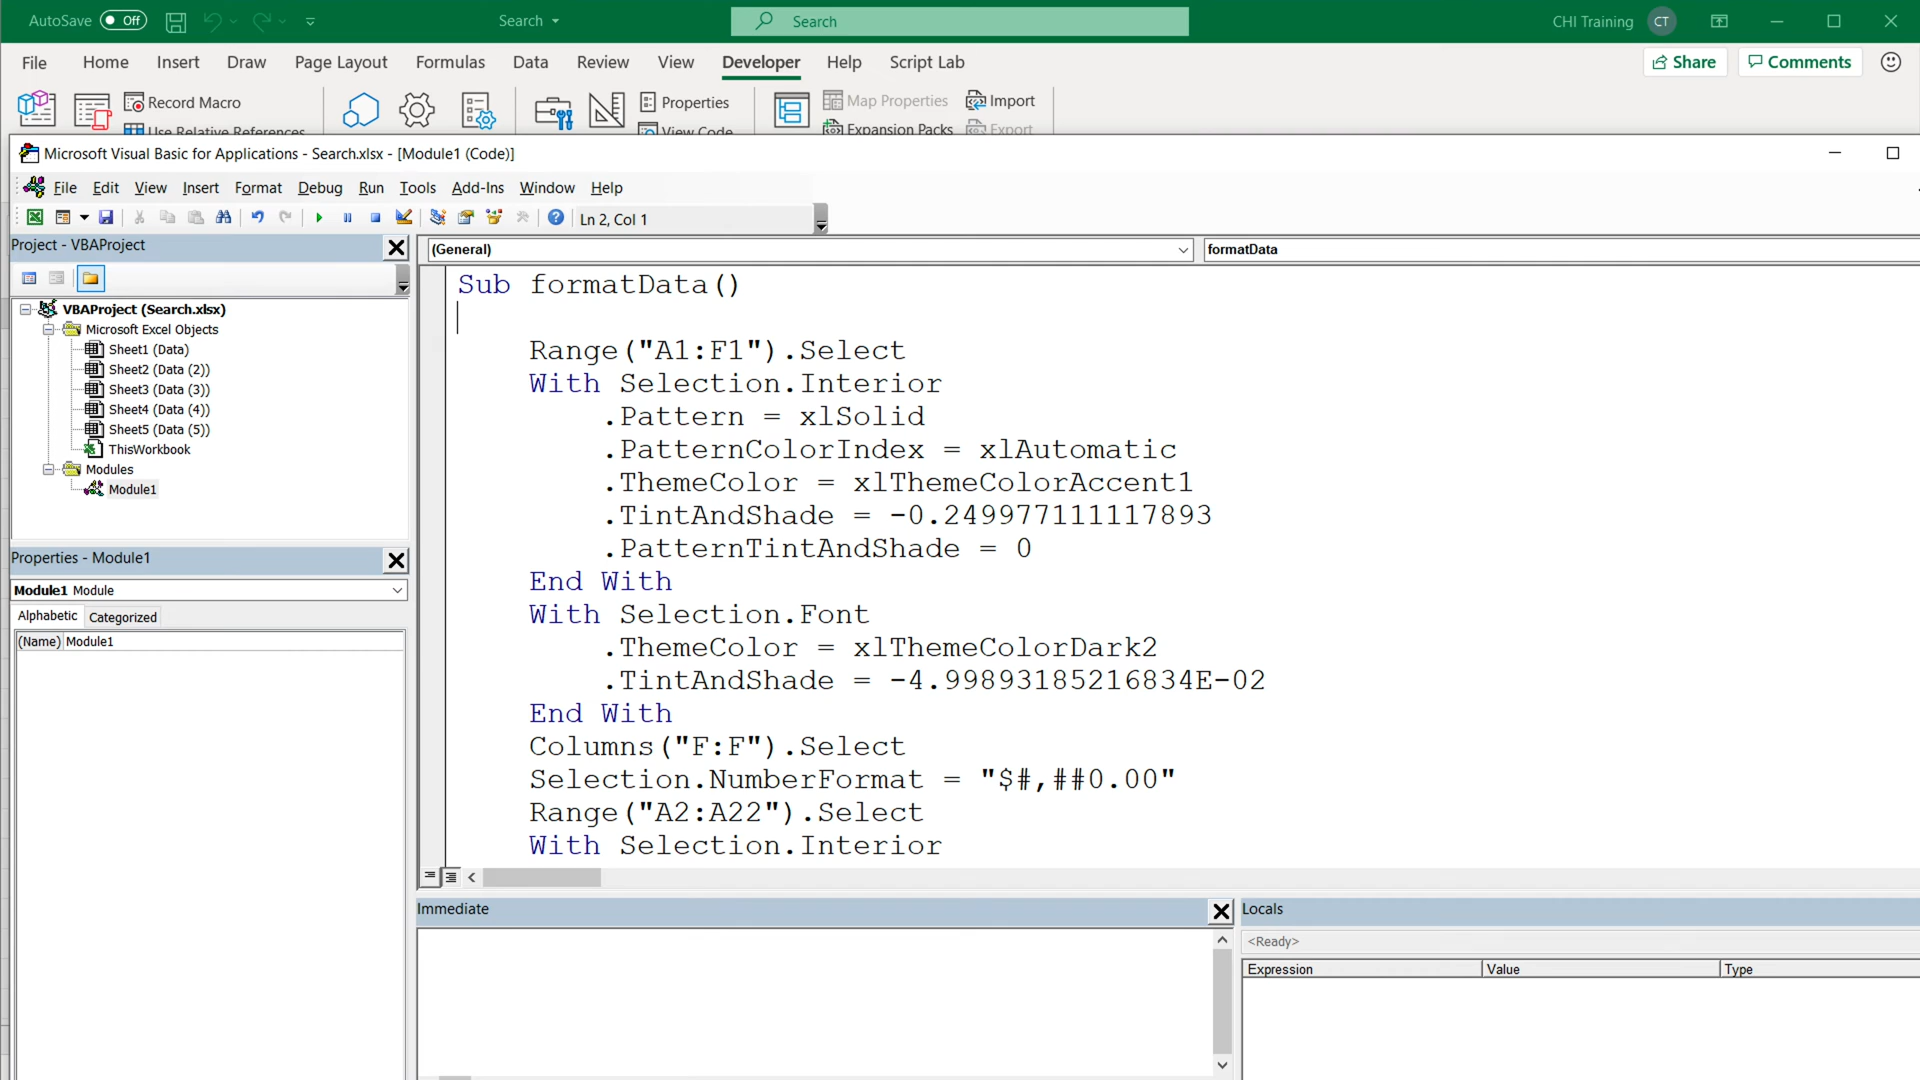 AutoSave Off Search Search CHI Training CT
File Home Insert Draw Page Layout Formulas Data Review View Developer Help Script Lab Share Comments
Record Macro Properties Map Properties Import
Use Relative References View Code Expansion Packs Export
Microsoft Visual Basic for Applications - Search.xlsx - [Module1 (Code)]
File Edit View Insert Format Debug Run Tools Add-Ins Window Help
Ln 2, Col 1
Project - VBAProject
(General) formatData
VBAProject (Search.xlsx)
Microsoft Excel Objects
Sheet1 (Data)
Sheet2 (Data (2))
Sheet3 (Data (3))
Sheet4 (Data (4))
Sheet5 (Data (5))
ThisWorkbook
Modules
Module1
Properties - Module1
Module1 Module
Alphabetic Categorized
(Name) Module1
Sub formatData()
Range("A1:F1").Select
With Selection.Interior
.Pattern = xlSolid
.PatternColorIndex = xlAutomatic
.ThemeColor = xlThemeColorAccent1
.TintAndShade = -0.249977111117893
.PatternTintAndShade = 0
End With
With Selection.Font
.ThemeColor = xlThemeColorDark2
.TintAndShade = -4.99893185216834E-02
End With
Columns("F:F").Select
Selection.NumberFormat = "$#,##0.00"
Range("A2:A22").Select
With Selection.Interior
Immediate
Locals
<Ready>
Expression Value Type